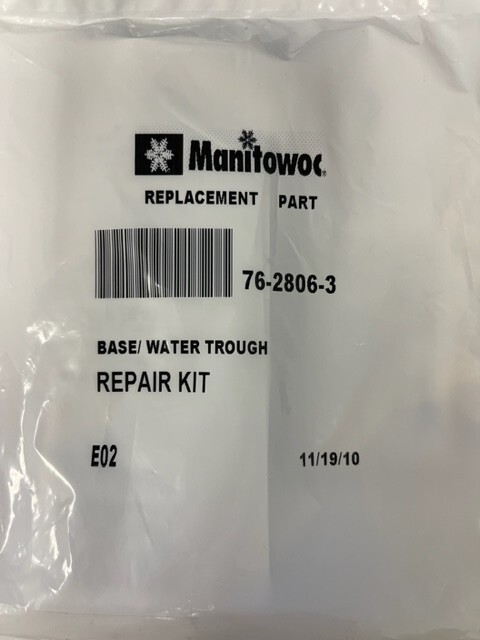 Manitowoc®
REPLACEMENT PART
76-2806-3
BASE/ WATER TROUGH
REPAIR KIT
E02 11/19/10